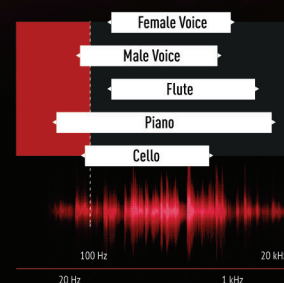 Female Voice
Male Voice
Flute
Piano
Cello
100 Hz 20 kHz
20 Hz 1 kHz